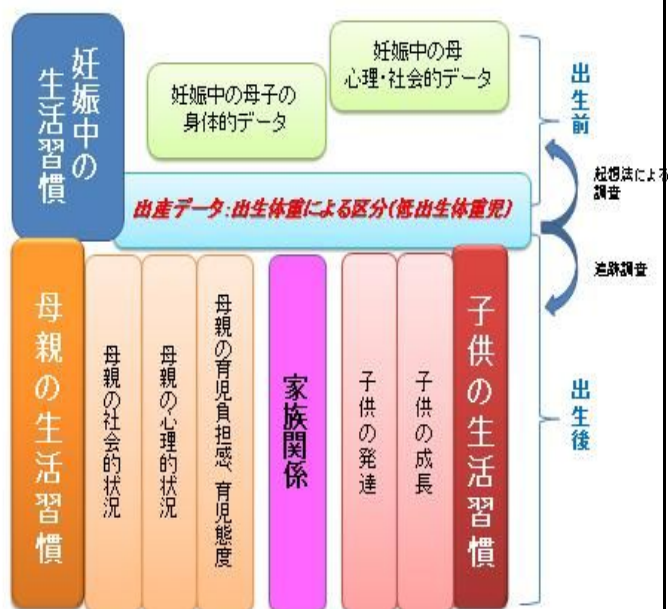 妊娠中の
生活習慣
妊娠中の母子の
身体的データ
妊娠中の母
心理・社会的データ
出生前
起想法による
調査
出産データ:出生体重による区分(低出生体重児)
追跡調査
母親の生活習慣
母親の社会的状況
母親の心理的状況
母親の育児負担感、育児態度
家族関係
子供の発達
子供の成長
子供の生活習慣
出生後